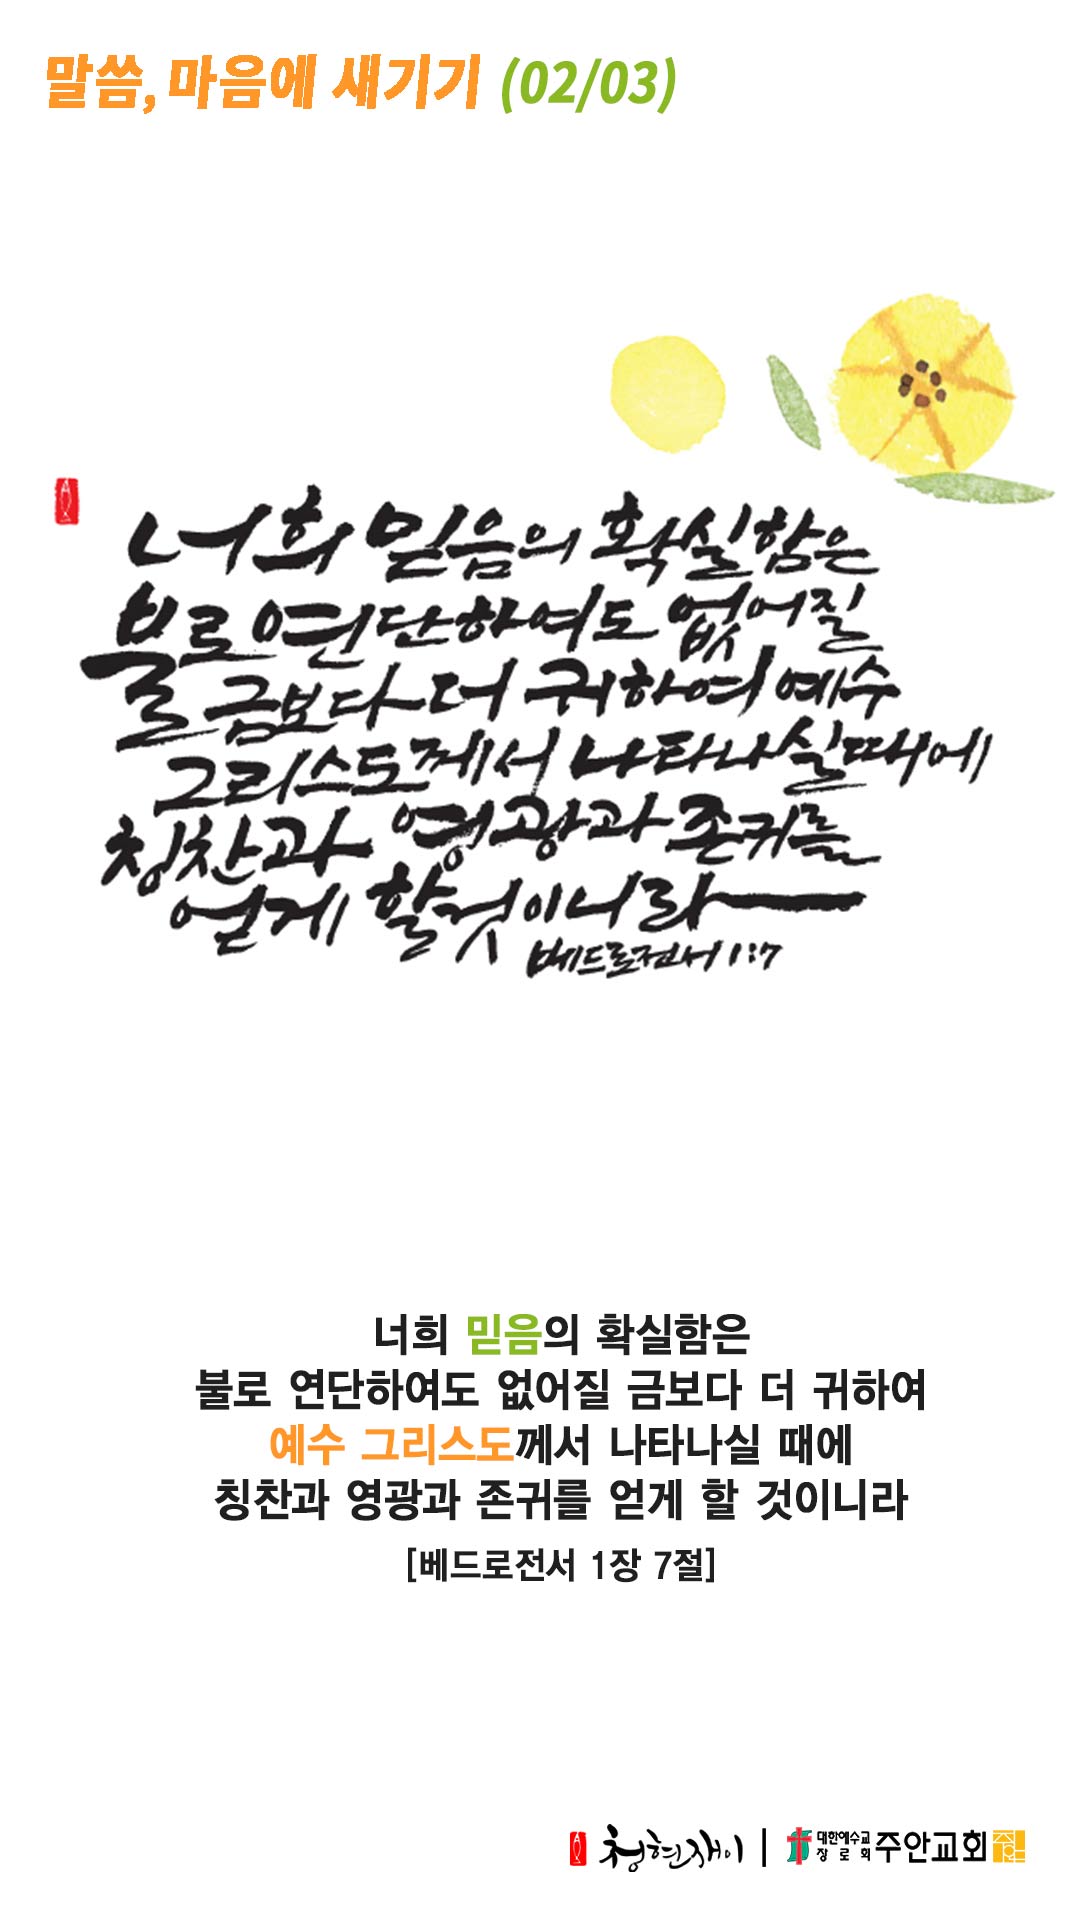 말씀, 마음에 새기기 (02/03)
너희 믿음의 확실함은
불로 연단하여도 없어질
금보다 더 귀하여 예수
그리스도께서 나타나실 때에
칭찬과 영광과 존귀를
얻게 할 것이니라
베드로전서 1:7
너희 믿음의 확실함은
불로 연단하여도 없어질 금보다 더 귀하여
예수 그리스도께서 나타나실 때에
칭찬과 영광과 존귀를 얻게 할 것이니라
[베드로전서 1장 7절]
청현재이 | 대한예수교 장로회 주안교회